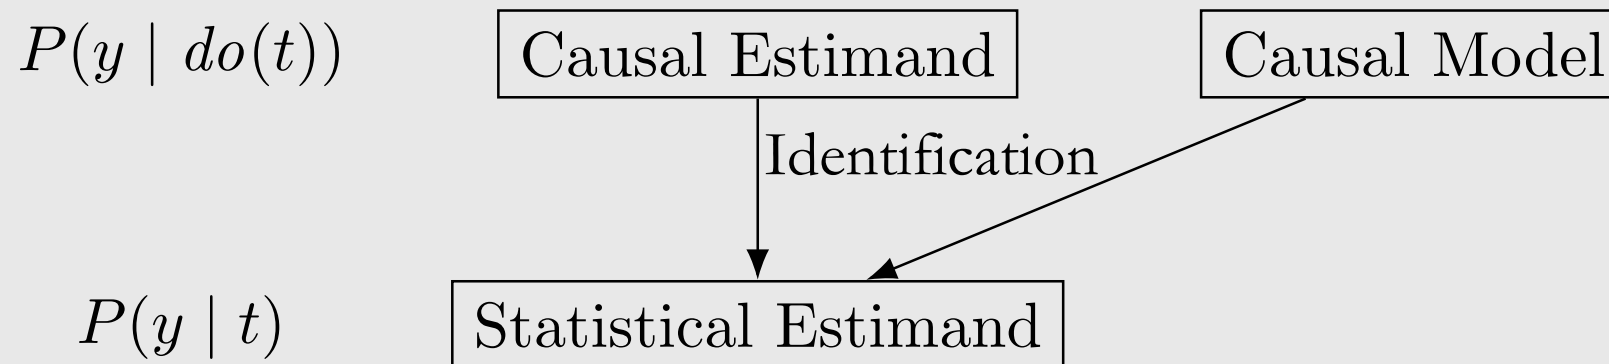 P(y | do(t)) Causal Estimand Causal Model
Identification
P(y | t) Statistical Estimand